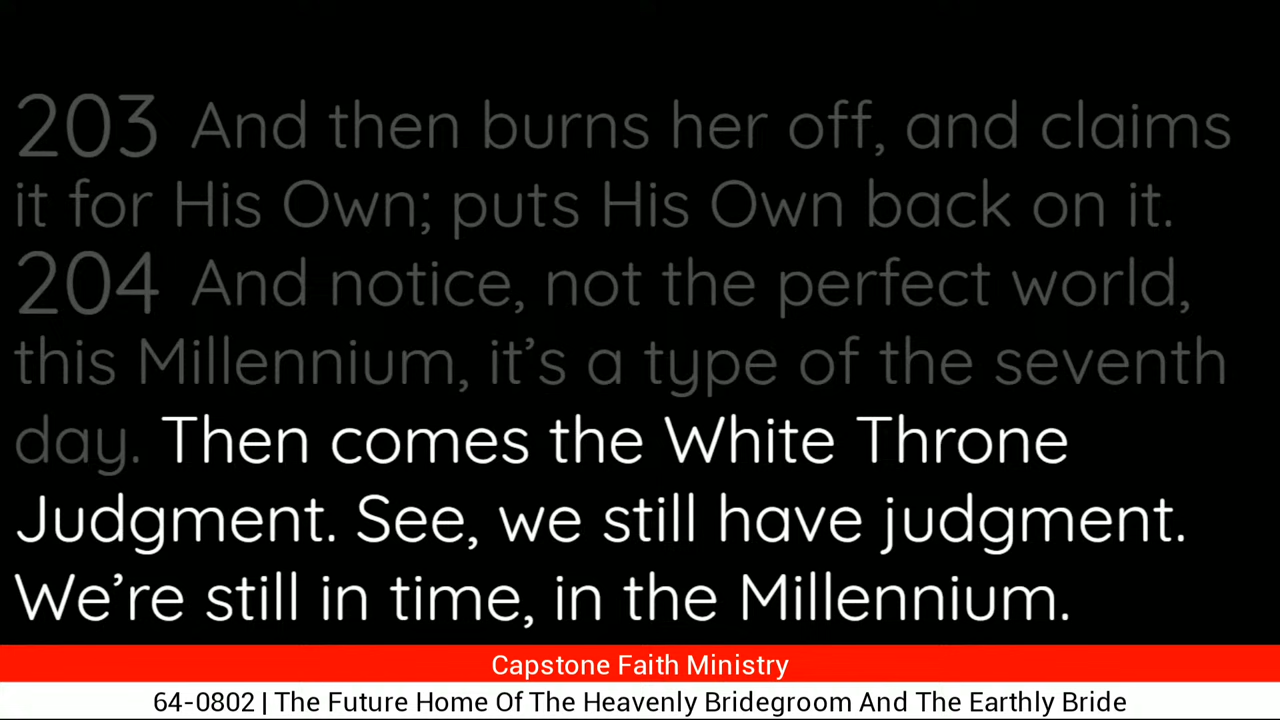 203 And then burns her off, and claims
it for His Own; puts His Own back on it.
204 And notice, not the perfect world,
this Millennium, it’s a type of the seventh
day. Then comes the White Throne
Judgment. See, we still have judgment.
We’re still in time, in the Millennium.
Capstone Faith Ministry
64-0802 | The Future Home Of The Heavenly Bridegroom And The Earthly Bride